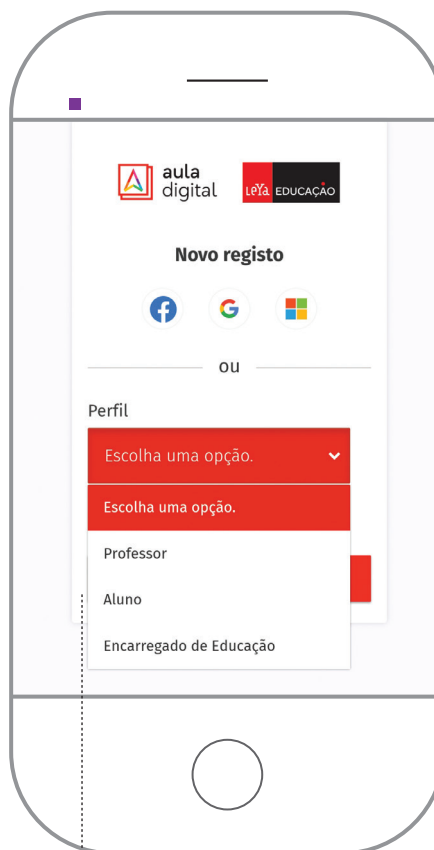 aula
digital
LeYa EDUCAÇÃO
Novo registo
ou
Perfil
Escolha uma opção.
Escolha uma opção.
Professor
Aluno
Encarregado de Educação